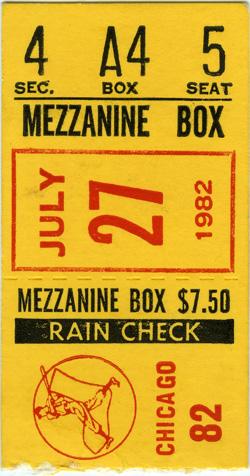 4 A4 5
SEC. BOX SEAT
MEZZANINE BOX
JULY
27
1982
MEZZANINE BOX $7.50
RAIN CHECK
CHICAGO
82